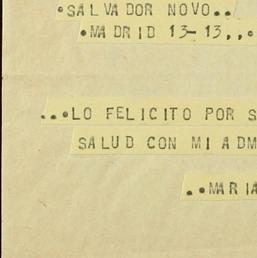 •SALVADOR NOVO..
•MADRID 13-13,,•
..•LO FELICITO POR S
SALUD CON MI ADM
..MARIA